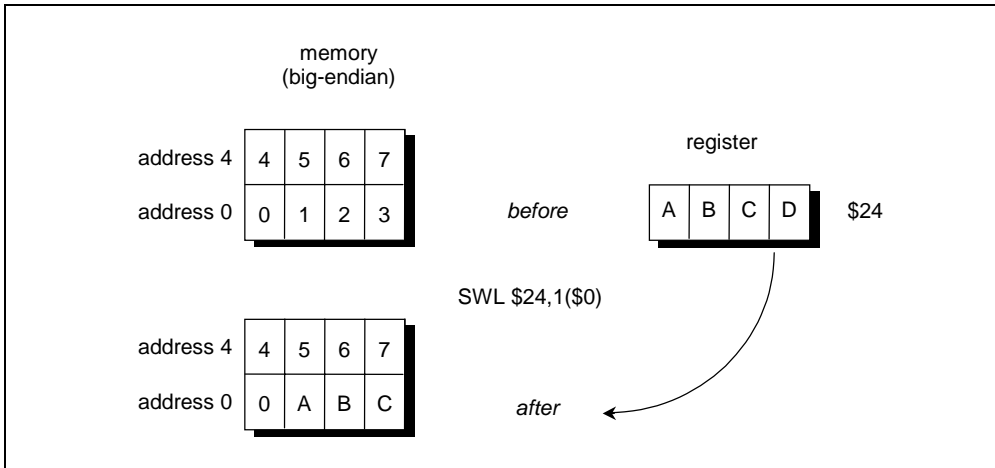 memory
(big-endian)
register
address 4 4 5 6 7
address 0 0 1 2 3 before A B C D $24
SWL $24,1($0)
address 4 4 5 6 7
address 0 0 A B C after